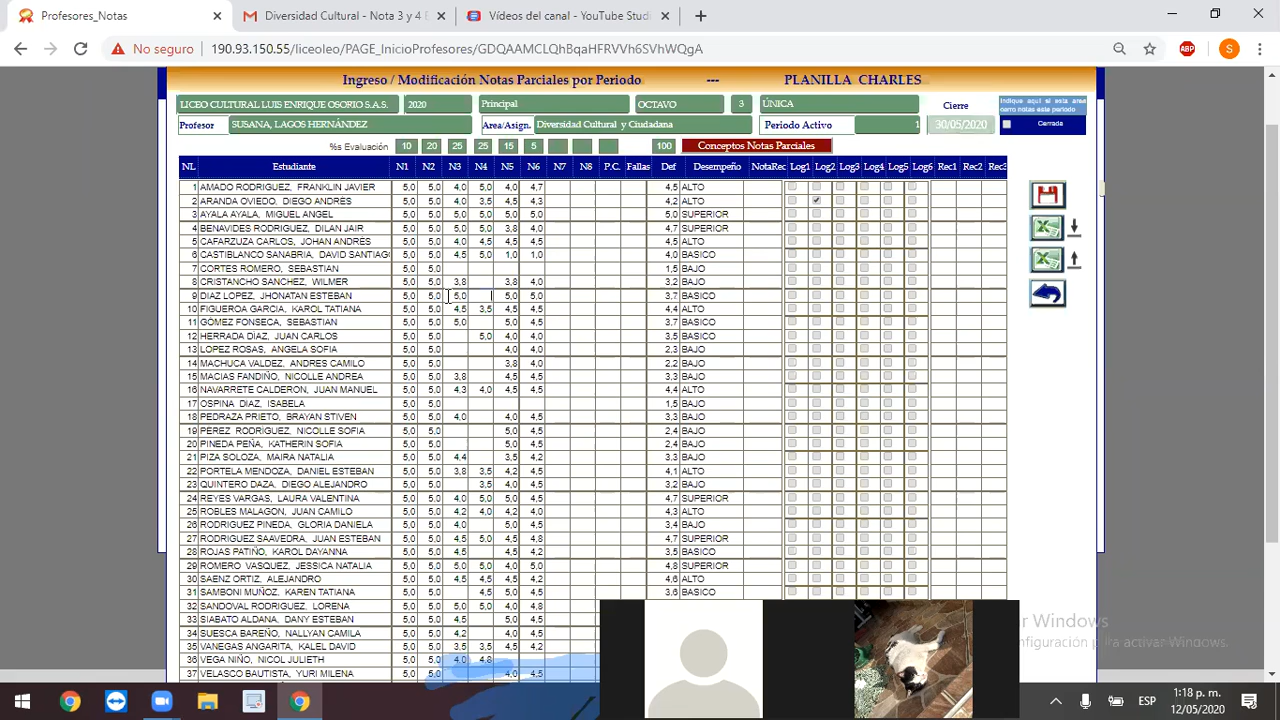 Profesores_Notas
Diversidad Cultural - Nota 3 y 4 E
Vídeos del canal - YouTube Studi
No seguro
190.93.150.55/liceoleo/PAGE_InicioProfesores/GDQAAMCLQhBqaHFRVVh6SVhWQgA
Ingreso / Modificación Notas Parciales por Periodo --- PLANILLA CHARLES
LICEO CULTURAL LUIS ENRIQUE OSORIO S.A.S. 2020 Principal OCTAVO 3 ÚNICA Cierre Indique aquí si esta area cerro notas este periodo
Profesor SUSANA, LAGOS HERNÁNDEZ Area/Asign. Diversidad Cultural y Ciudadana Periodo Activo 1 30/05/2020 Cerrada
%s Evaluación 10 20 25 25 15 5 100 Conceptos Notas Parciales
NL Estudiante N1 N2 N3 N4 N5 N6 N7 N8 P.C. Fallas Def Desempeño NotaRec Log1 Log2 Log3 Log4 Log5 Log6 Rec1 Rec2 Rec3
1 AMADO RODRIGUEZ, FRANKLIN JAVIER 5,0 5,0 4,0 5,0 4,0 4,7 4,5 ALTO
2 ARANDA OVIEDO, DIEGO ANDRÉS 5,0 5,0 4,0 3,5 4,5 4,3 4,2 ALTO
3 AYALA AYALA, MIGUEL ANGEL 5,0 5,0 5,0 5,0 5,0 5,0 5,0 SUPERIOR
4 BENAVIDES RODRIGUEZ, DILAN JAIR 5,0 5,0 5,0 5,0 3,8 4,0 4,7 SUPERIOR
5 CAFARZUZA CARLOS, JOHAN ANDRÉS 5,0 5,0 4,0 4,5 4,5 4,5 4,5 ALTO
6 CASTIBLANCO SANABRIA, DAVID SANTIAG 5,0 5,0 4,5 5,0 1,0 1,0 4,0 BASICO
7 CORTES ROMERO, SEBASTIAN 5,0 5,0 1,5 BAJO
8 CRISTANCHO SANCHEZ, WILMER 5,0 5,0 3,8 3,8 4,0 3,2 BAJO
9 DIAZ LOPEZ, JHONATAN ESTEBAN 5,0 5,0 5,0 5,0 5,0 3,7 BASICO
10 FIGUEROA GARCIA, KAROL TATIANA 5,0 5,0 4,5 3,5 4,5 4,5 4,4 ALTO
11 GÓMEZ FONSECA, SEBASTIAN 5,0 5,0 5,0 5,0 4,5 3,7 BASICO
12 HERRADA DÍAZ, JUAN CARLOS 5,0 5,0 5,0 4,0 4,0 3,5 BASICO
13 LOPEZ ROSAS, ANGELA SOFIA 5,0 5,0 4,0 4,0 2,3 BAJO
14 MACHUCA VALDEZ, ANDRES CAMILO 5,0 5,0 3,8 4,0 2,2 BAJO
15 MACIAS FANDIÑO, NICOLLE ANDREA 5,0 5,0 3,8 4,5 4,5 3,3 BAJO
16 NAVARRETE CALDERON, JUAN MANUEL 5,0 5,0 4,3 4,0 4,5 4,5 4,4 ALTO
17 OSPINA DIAZ, ISABELA 5,0 5,0 1,5 BAJO
18 PEDRAZA PRIETO, BRAYAN STIVEN 5,0 5,0 4,0 4,0 4,5 3,3 BAJO
19 PEREZ RODRÍGUEZ, NICOLLE SOFIA 5,0 5,0 5,0 4,5 2,4 BAJO
20 PINEDA PEÑA, KATHERIN SOFIA 5,0 5,0 5,0 4,5 2,4 BAJO
21 PIZA SOLOZA, MAIRA NATALIA 5,0 5,0 4,4 3,5 4,2 3,3 BAJO
22 PORTELA MENDOZA, DANIEL ESTEBAN 5,0 5,0 3,8 3,5 4,2 4,5 4,1 ALTO
23 QUINTERO DAZA, DIEGO ALEJANDRO 5,0 5,0 3,5 4,0 4,5 3,2 BAJO
24 REYES VARGAS, LAURA VALENTINA 5,0 5,0 4,0 5,0 5,0 4,5 4,7 SUPERIOR
25 ROBLES MALAGON, JUAN CAMILO 5,0 5,0 4,2 4,0 4,2 4,0 4,3 ALTO
26 RODRIGUEZ PINEDA, GLORIA DANIELA 5,0 5,0 4,0 5,0 4,5 3,4 BAJO
27 RODRIGUEZ SAAVEDRA, JUAN ESTEBAN 5,0 5,0 4,5 5,0 4,5 4,8 4,7 SUPERIOR
28 ROJAS PATIÑO, KAROL DAYANNA 5,0 5,0 4,5 4,5 4,2 3,5 BASICO
29 ROMERO VASQUEZ, JESSICA NATALIA 5,0 5,0 5,0 5,0 4,0 5,0 4,8 SUPERIOR
30 SAENZ ORTIZ, ALEJANDRO 5,0 5,0 4,5 4,5 4,5 4,2 4,6 ALTO
31 SAMBONI MUÑOZ, KAREN TATIANA 5,0 5,0 4,5 5,0 4,5 3,6 BASICO
32 SANDOVAL RODRIGUEZ, LORENA 5,0 5,0 5,0 5,0 4,0 4,8
33 SIABATO ALDANA, DANY ESTEBAN 5,0 5,0 4,5 4,0 4,5
34 SUESCA BAREÑO, NALLYAN CAMILA 5,0 5,0 4,2 4,0 4,5
35 VANEGAS ANGARITA, KALEL DAVID 5,0 5,0 3,5 3,5 4,5 4,2
36 VEGA NIÑO, NICOL JULIETH 5,0 5,0 4,0 4,8
37 VELASCO BAUTISTA, YURI MILENA 5,0 5,0 4,0 4,5
ar Windows
onfiguración para activar Windows.
ESP
1:18 p. m.
12/05/2020